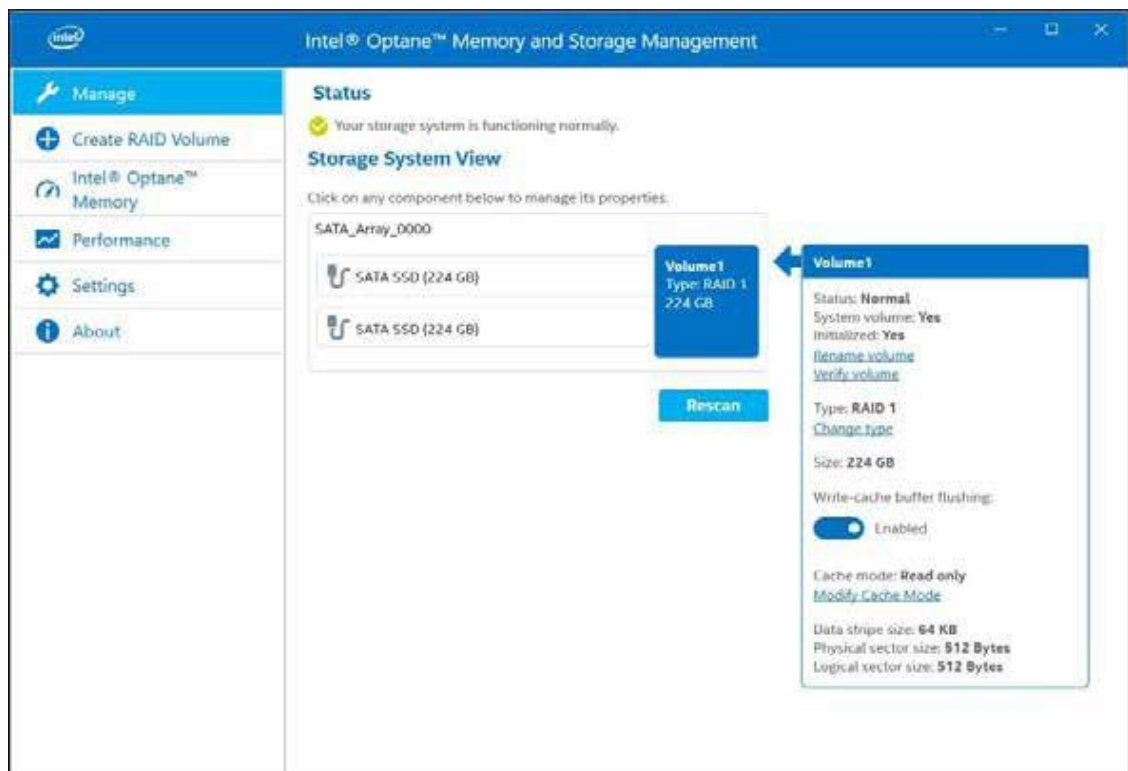 intel
Intel® Optane™ Memory and Storage Management
Manage
Create RAID Volume
Intel® Optane™
Memory
Performance
Settings
About
Status
Your storage system is functioning normally.
Storage System View
Click on any component below to manage its properties.
SATA_Array_0000
SATA SSD (224 GB)
SATA SSD (224 GB)
Volume1
Type: RAID 1
224 GB
Rescan
Volume1
Status: Normal
System volume: Yes
Initialized: Yes
Rename volume
Verify volume
Type: RAID 1
Change type
Size: 224 GB
Write-cache buffer flushing:
Enabled
Cache mode: Read only
Modify Cache Mode
Data stripe size: 64 KB
Physical sector size: 512 Bytes
Logical sector size: 512 Bytes